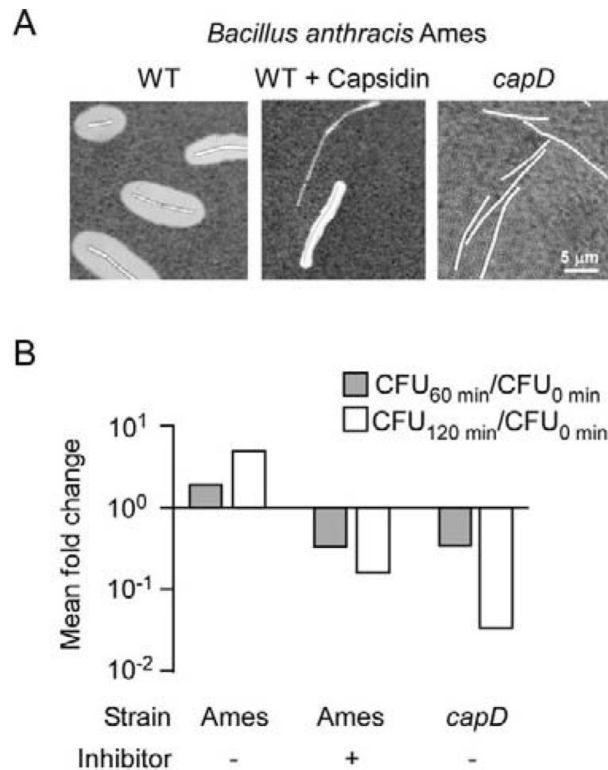 A
Bacillus anthracis Ames
WT WT + Capsidin capD
5 μm
B
CFU60 min/CFU0 min
CFU120 min/CFU0 min
Mean fold change
10^1
10^0
10^-1
10^-2
Strain Ames Ames capD
Inhibitor - + -